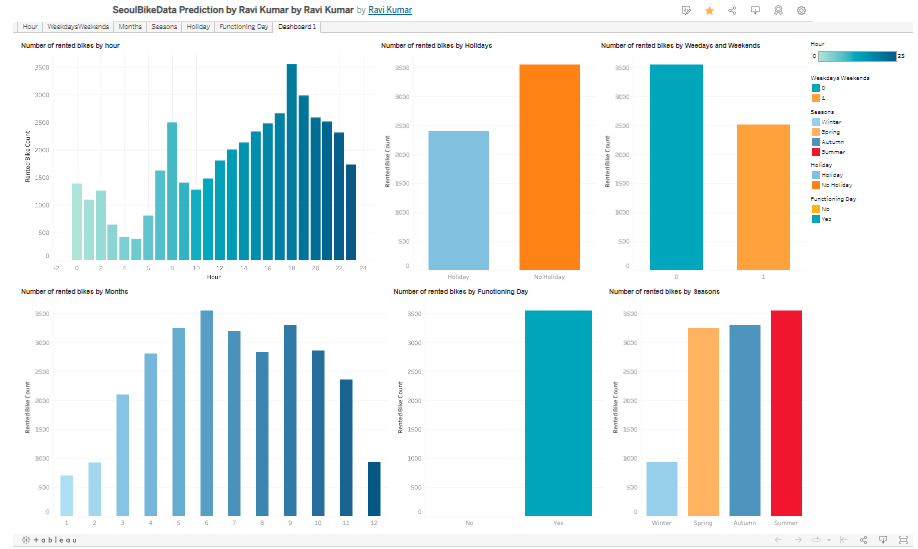 SeoulBikeData Prediction by Ravi Kumar by Ravi Kumar by Ravi Kumar
Hour WeekdaysWeekends Months Seasons Holiday Functioning Day Dashboard 1
Number of rented bikes by hour
Rented Bike Count
3500
3000
2500
2000
1500
1000
500
0
-2 0 2 4 6 8 10 12 14 16 18 20 22 24
Hour
Number of rented bikes by Holidays
Rented Bike Count
3500
3000
2500
2000
1500
1000
500
0
Holiday No Holiday
Number of rented bikes by Weedays and Weekends
Rented Bike Count
3500
3000
2500
2000
1500
1000
500
0
0 1
Hour
0 25
Weekdays Weekends
0
1
Seasons
Winter
Spring
Autumn
Summer
Holiday
Holiday
No Holiday
Functioning Day
No
Yes
Number of rented bikes by Months
Rented Bike Count
3500
3000
2500
2000
1500
1000
500
0
1 2 3 4 5 6 7 8 9 10 11 12
Number of rented bikes by Functioning Day
Rented Bike Count
3500
3000
2500
2000
1500
1000
500
0
No Yes
Number of rented bikes by Seasons
Rented Bike Count
3500
3000
2500
2000
1500
1000
500
0
Winter Spring Autumn Summer
+ableau